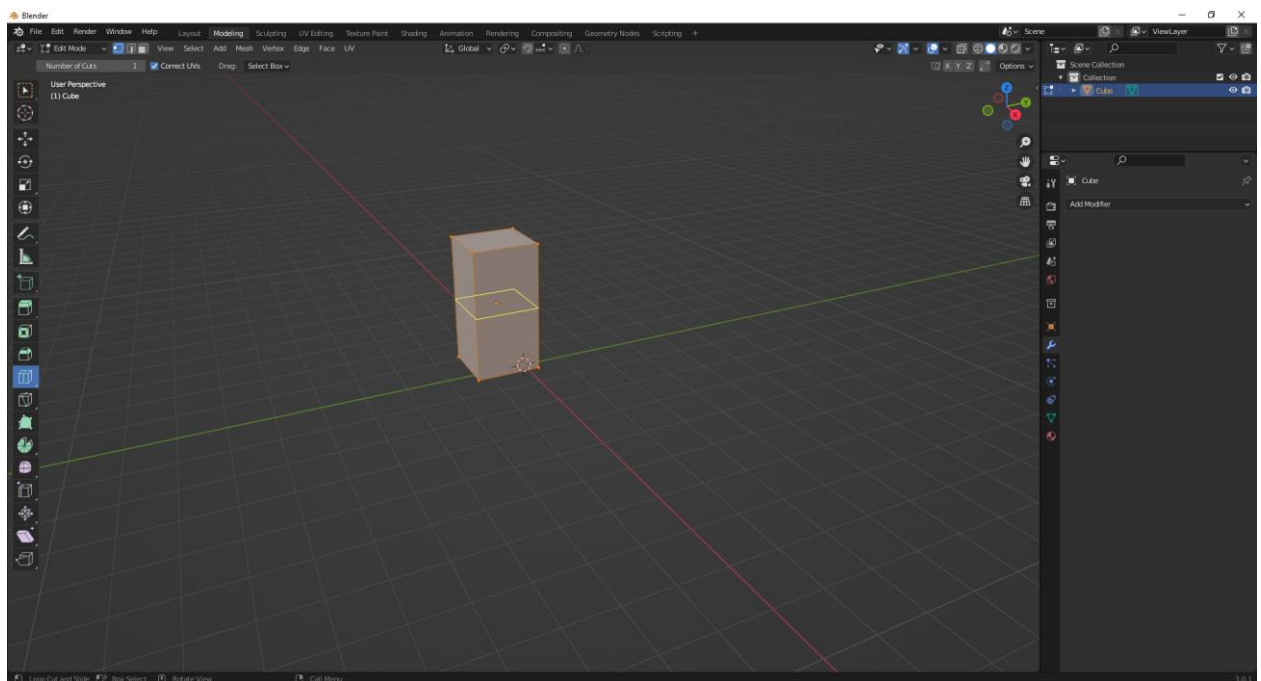 Blender
File Edit Render Window Help Layout Modeling Sculpting UV Editing Texture Paint Shading Animation Rendering Compositing Geometry Nodes Scripting + Scene ViewLayer
Edit Mode View Select Add Mesh Vertex Edge Face UV Global
Number of Cuts 1 Correct UVs Drag: Select Box X Y Z Options
Scene Collection
Collection
Cube
User Perspective
(1) Cube
Z
Y
X
Cube
Add Modifier
Loop Cut and Slide Box Select Rotate View Call Menu 3.0.1